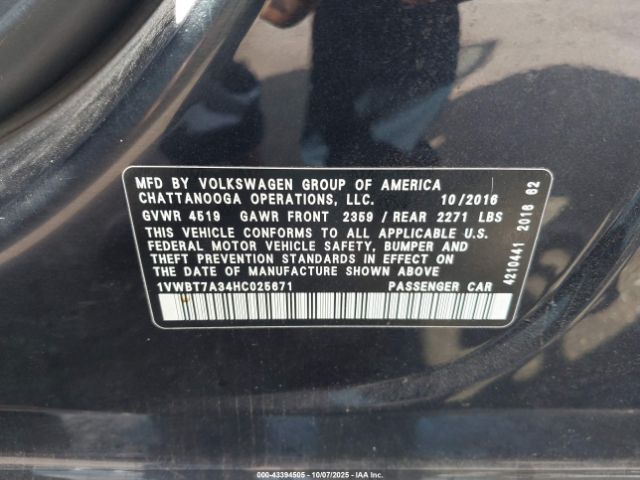 MFD BY VOLKSWAGEN GROUP OF AMERICA
CHATTANOOGA OPERATIONS, LLC. 10/2016
GVWR 4519 GAWR FRONT 2359 / REAR 2271 LBS
THIS VEHICLE CONFORMS TO ALL APPLICABLE U.S.
FEDERAL MOTOR VEHICLE SAFETY, BUMPER AND
THEFT PREVENTION STANDARDS IN EFFECT ON
THE DATE OF MANUFACTURE SHOWN ABOVE
1VWBT7A34HC025671 PASSENGER CAR
4210441 2016 62
000-43394505 - 10/07/2025 - IAA Inc.